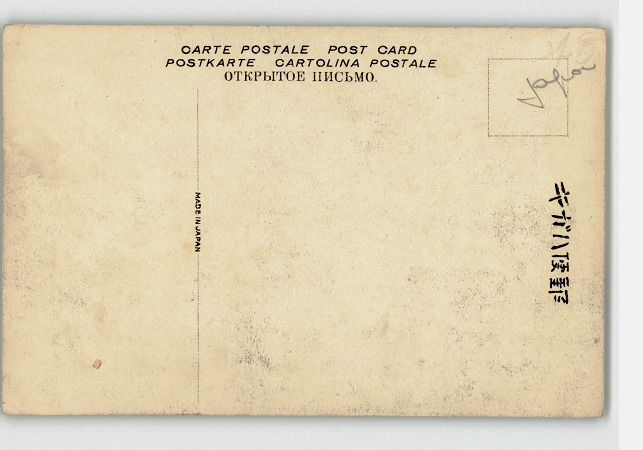 CARTE POSTALE POST CARD
POSTKARTE CARTOLINA POSTALE
ОТКРЫТОЕ ПИСЬМО.
Japan
MADE IN JAPAN
キガハ便郵